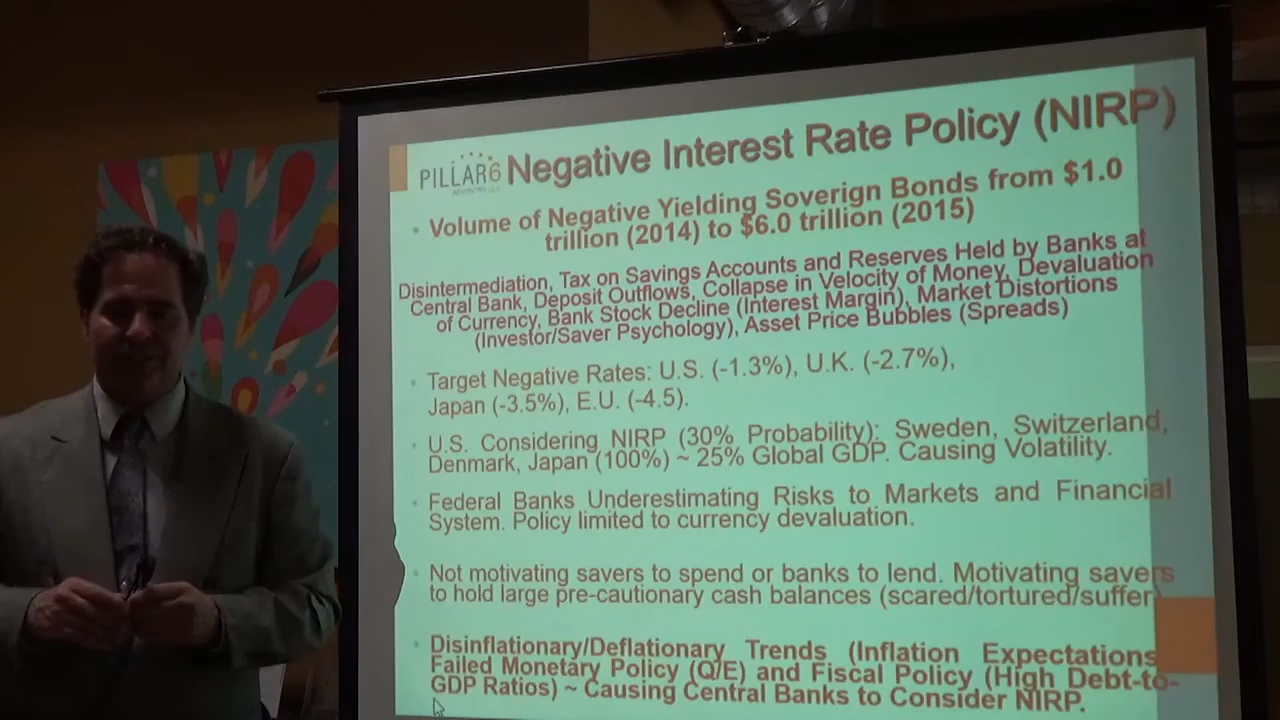 PILLAR6
Negative Interest Rate Policy (NIRP)
• Volume of Negative Yielding Soverign Bonds from $1.0
trillion (2014) to $6.0 trillion (2015)
Disintermediation, Tax on Savings Accounts and Reserves Held by Banks at
Central Bank, Deposit Outflows, Collapse in Velocity of Money, Devaluation
of Currency, Bank Stock Decline (Interest Margin), Market Distortions
(Investor/Saver Psychology), Asset Price Bubbles (Spreads)
• Target Negative Rates: U.S. (-1.3%), U.K. (-2.7%),
Japan (-3.5%), E.U. (-4.5).
• U.S. Considering NIRP (30% Probability): Sweden, Switzerland,
Denmark, Japan (100%) ~ 25% Global GDP. Causing Volatility.
• Federal Banks Underestimating Risks to Markets and Financial
System. Policy limited to currency devaluation.
• Not motivating savers to spend or banks to lend. Motivating savers
to hold large pre-cautionary cash balances (scared/tortured/suffer)
• Disinflationary/Deflationary Trends (Inflation Expectations
Failed Monetary Policy (Q/E) and Fiscal Policy (High Debt-to-
GDP Ratios) ~ Causing Central Banks to Consider NIRP.